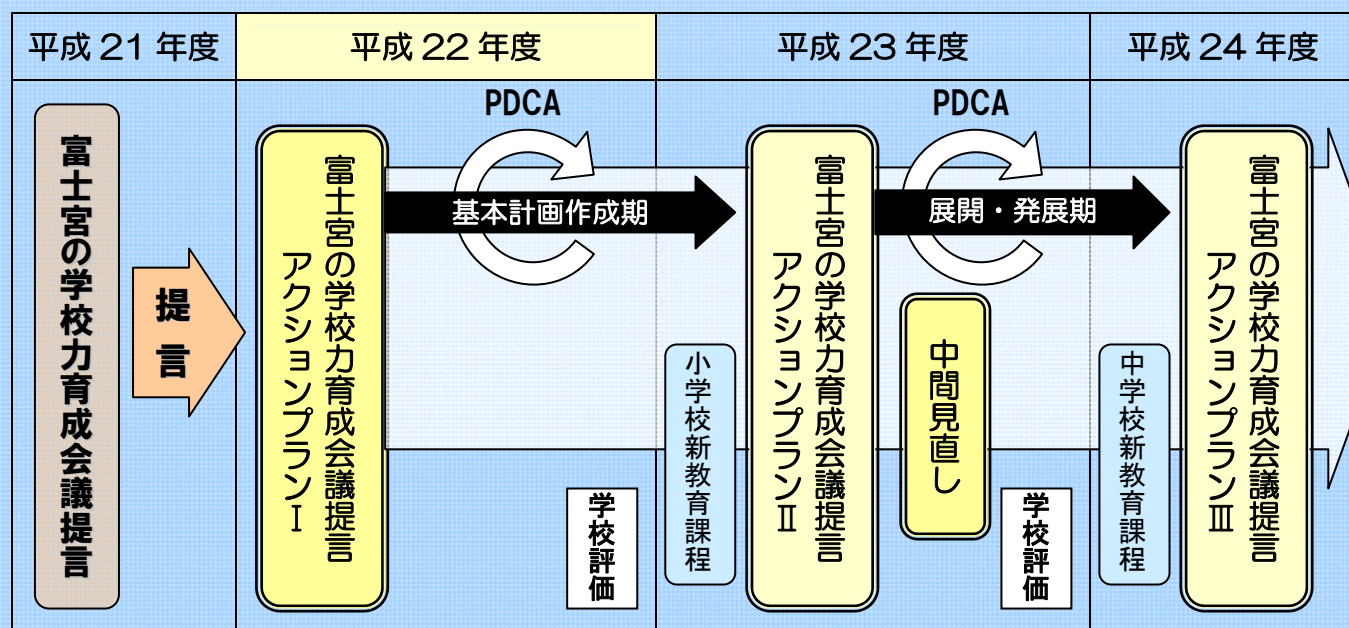 平成21年度
平成22年度
平成23年度
平成24年度
富士宮の学校力育成会議提言
提言
富士宮の学校力育成会議提言
アクションプランⅠ
PDCA
基本計画作成期
学校評価
小学校新教育課程
富士宮の学校力育成会議提言
アクションプランⅡ
PDCA
展開・発展期
中間見直し
学校評価
中学校新教育課程
富士宮の学校力育成会議提言
アクションプランⅢ